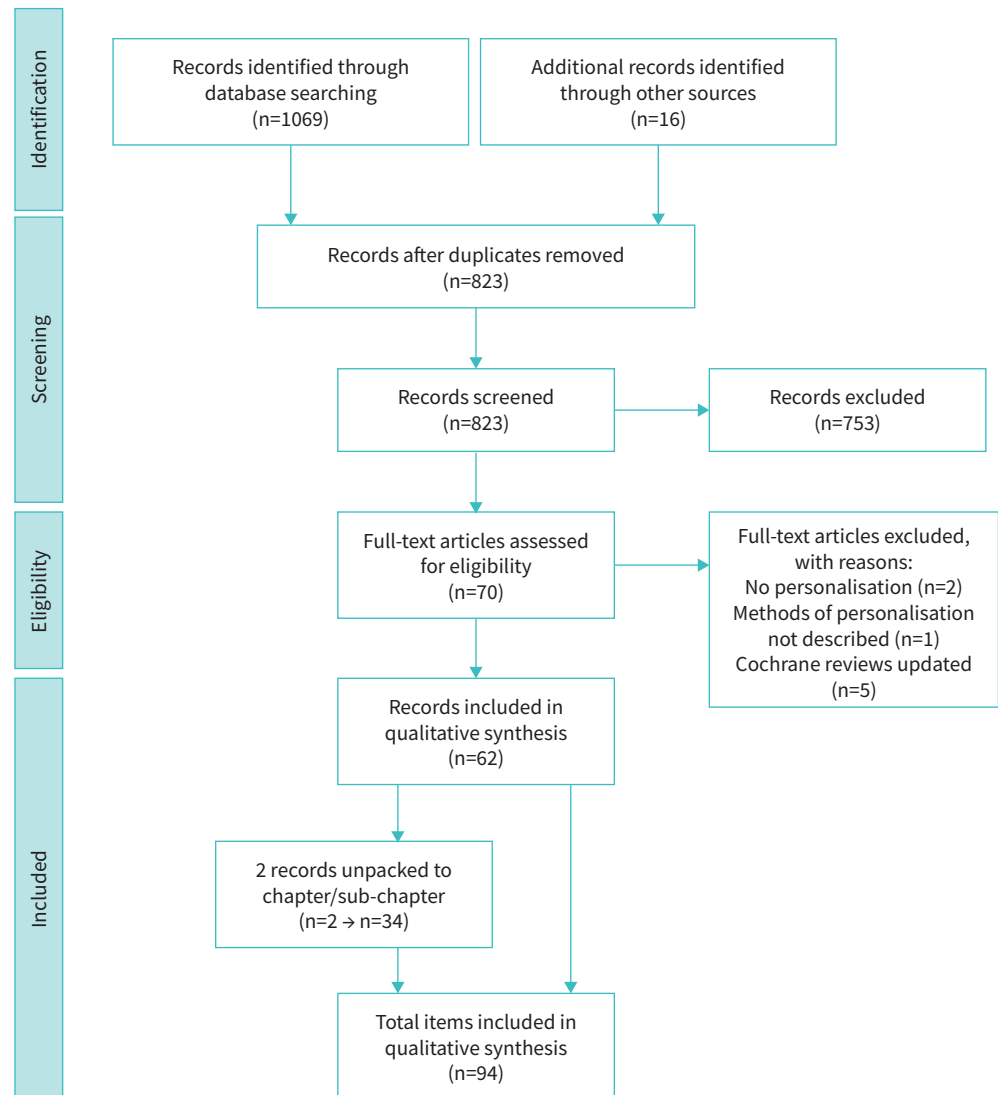 Identification
Records identified through
database searching
(n=1069)
Additional records identified
through other sources
(n=16)
Screening
Records after duplicates removed
(n=823)
Records screened
(n=823)
Records excluded
(n=753)
Eligibility
Full-text articles assessed
for eligibility
(n=70)
Full-text articles excluded,
with reasons:
No personalisation (n=2)
Methods of personalisation
not described (n=1)
Cochrane reviews updated
(n=5)
Included
Records included in
qualitative synthesis
(n=62)
2 records unpacked to
chapter/sub-chapter
(n=2 → n=34)
Total items included in
qualitative synthesis
(n=94)